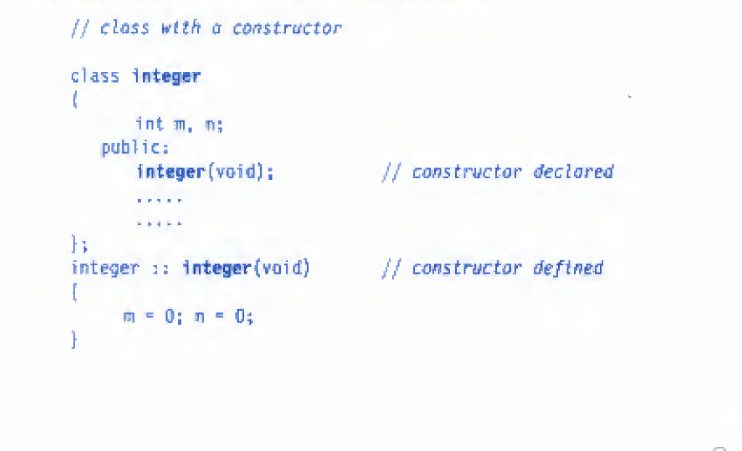 // class with a constructor
class integer
{
int m, n;
public:
integer(void); // constructor declared
.....
.....
};
integer :: integer(void) // constructor defined
{
m = 0; n = 0;
}